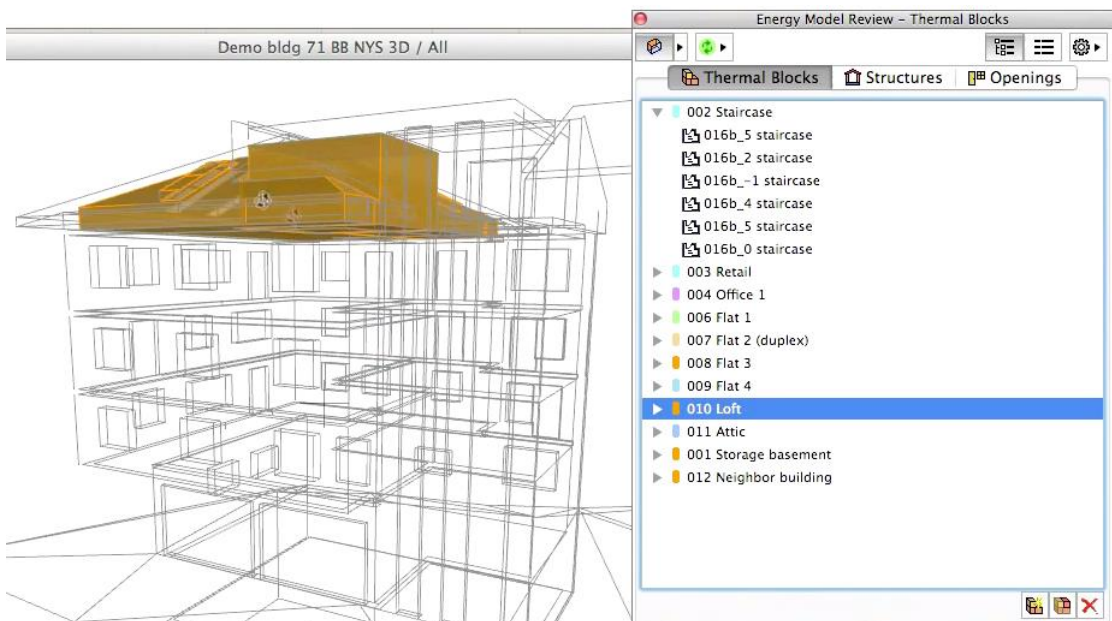 Energy Model Review – Thermal Blocks
Demo bldg 71 BB NYS 3D / All
Thermal Blocks
Structures
Openings
002 Staircase
016b_5 staircase
016b_2 staircase
016b_-1 staircase
016b_4 staircase
016b_5 staircase
016b_0 staircase
003 Retail
004 Office 1
006 Flat 1
007 Flat 2 (duplex)
008 Flat 3
009 Flat 4
010 Loft
011 Attic
001 Storage basement
012 Neighbor building